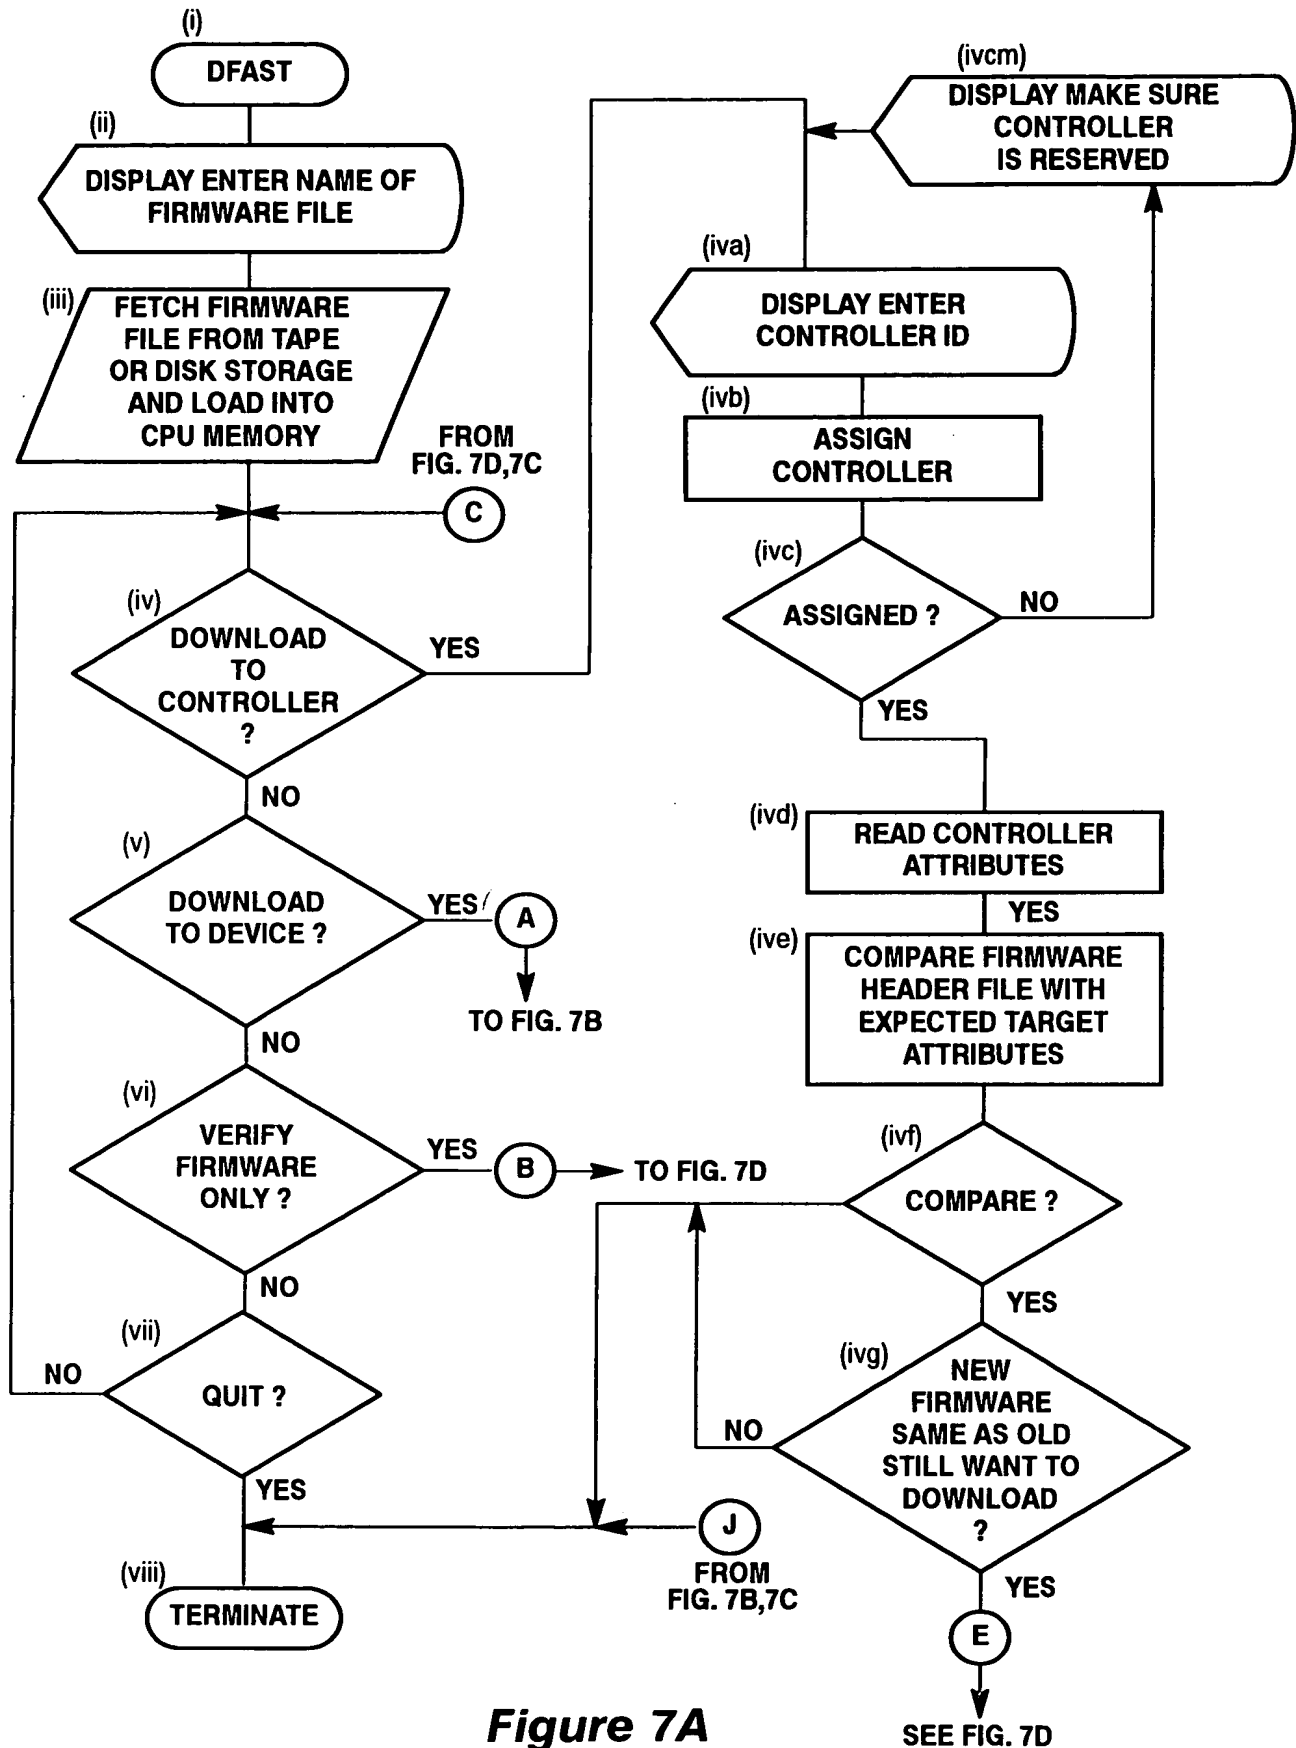 (i)
DFAST
(ii)
DISPLAY ENTER NAME OF
FIRMWARE FILE
(iii)
FETCH FIRMWARE
FILE FROM TAPE
OR DISK STORAGE
AND LOAD INTO
CPU MEMORY
FROM
FIG. 7D,7C
C
(iv)
DOWNLOAD
TO
CONTROLLER
?
YES
NO
(v)
DOWNLOAD
TO DEVICE ?
YES
A
TO FIG. 7B
NO
(vi)
VERIFY
FIRMWARE
ONLY ?
YES
B
TO FIG. 7D
NO
(vii)
QUIT ?
NO
YES
(viii)
TERMINATE
(ivcm)
DISPLAY MAKE SURE
CONTROLLER
IS RESERVED
(iva)
DISPLAY ENTER
CONTROLLER ID
(ivb)
ASSIGN
CONTROLLER
(ivc)
ASSIGNED ?
NO
YES
(ivd)
READ CONTROLLER
ATTRIBUTES
YES
(ive)
COMPARE FIRMWARE
HEADER FILE WITH
EXPECTED TARGET
ATTRIBUTES
(ivf)
COMPARE ?
YES
(ivg)
NEW
FIRMWARE
SAME AS OLD
STILL WANT TO
DOWNLOAD
?
NO
YES
J
FROM
FIG. 7B,7C
E
SEE FIG. 7D
Figure 7A